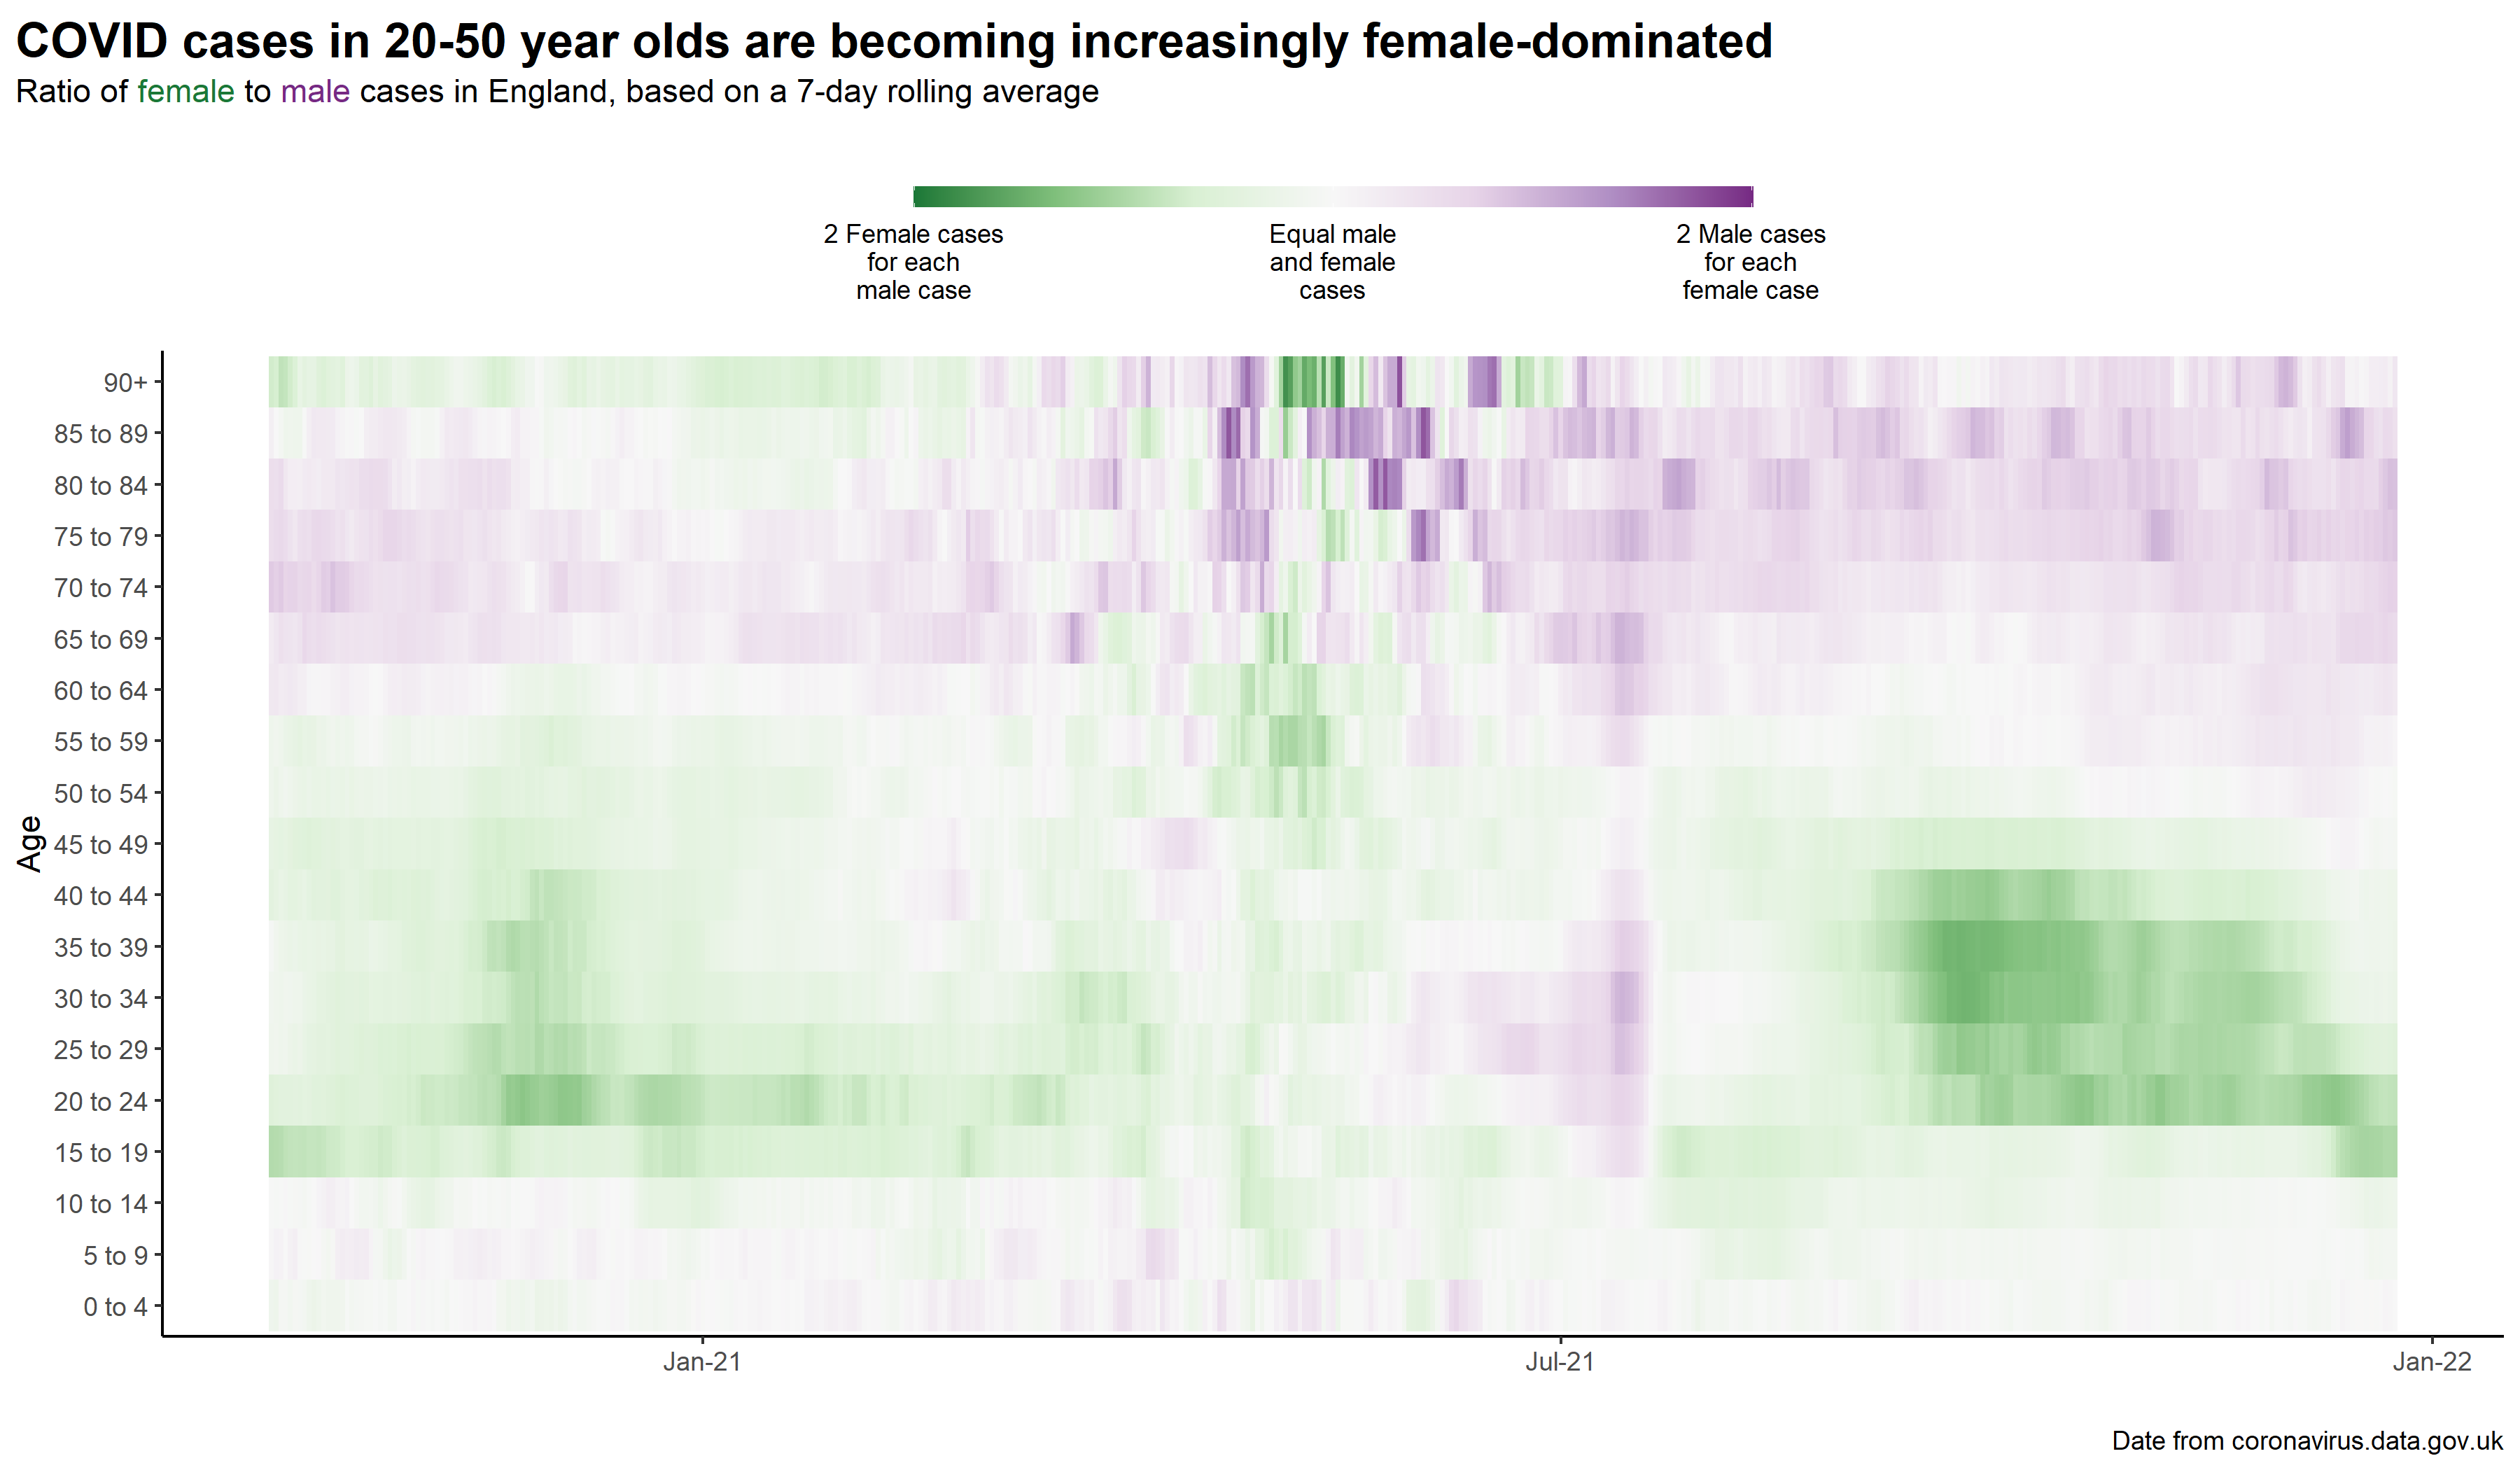 COVID cases in 20-50 year olds are becoming increasingly female-dominated
Ratio of female to male cases in England, based on a 7-day rolling average
2 Female cases
for each
male case
Equal male
and female
cases
2 Male cases
for each
female case
Age
90+
85 to 89
80 to 84
75 to 79
70 to 74
65 to 69
60 to 64
55 to 59
50 to 54
45 to 49
40 to 44
35 to 39
30 to 34
25 to 29
20 to 24
15 to 19
10 to 14
5 to 9
0 to 4
Jan-21
Jul-21
Jan-22
Date from coronavirus.data.gov.uk